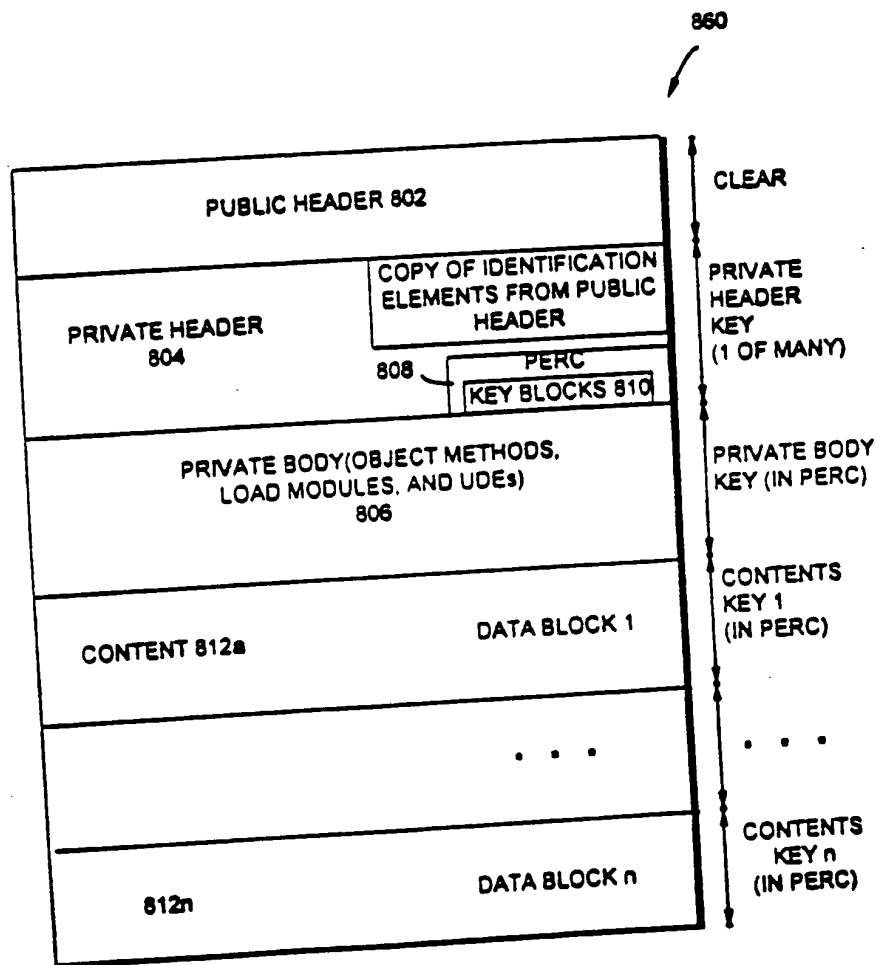 860
PUBLIC HEADER 802
CLEAR
PRIVATE HEADER
804
COPY OF IDENTIFICATION
ELEMENTS FROM PUBLIC
HEADER
808
PERC
KEY BLOCKS 810
PRIVATE
HEADER
KEY
(1 OF MANY)
PRIVATE BODY(OBJECT METHODS,
LOAD MODULES, AND UDEs)
806
PRIVATE BODY
KEY (IN PERC)
CONTENT 812a
DATA BLOCK 1
CONTENTS
KEY 1
(IN PERC)
. . .
. . .
812n
DATA BLOCK n
CONTENTS
KEY n
(IN PERC)